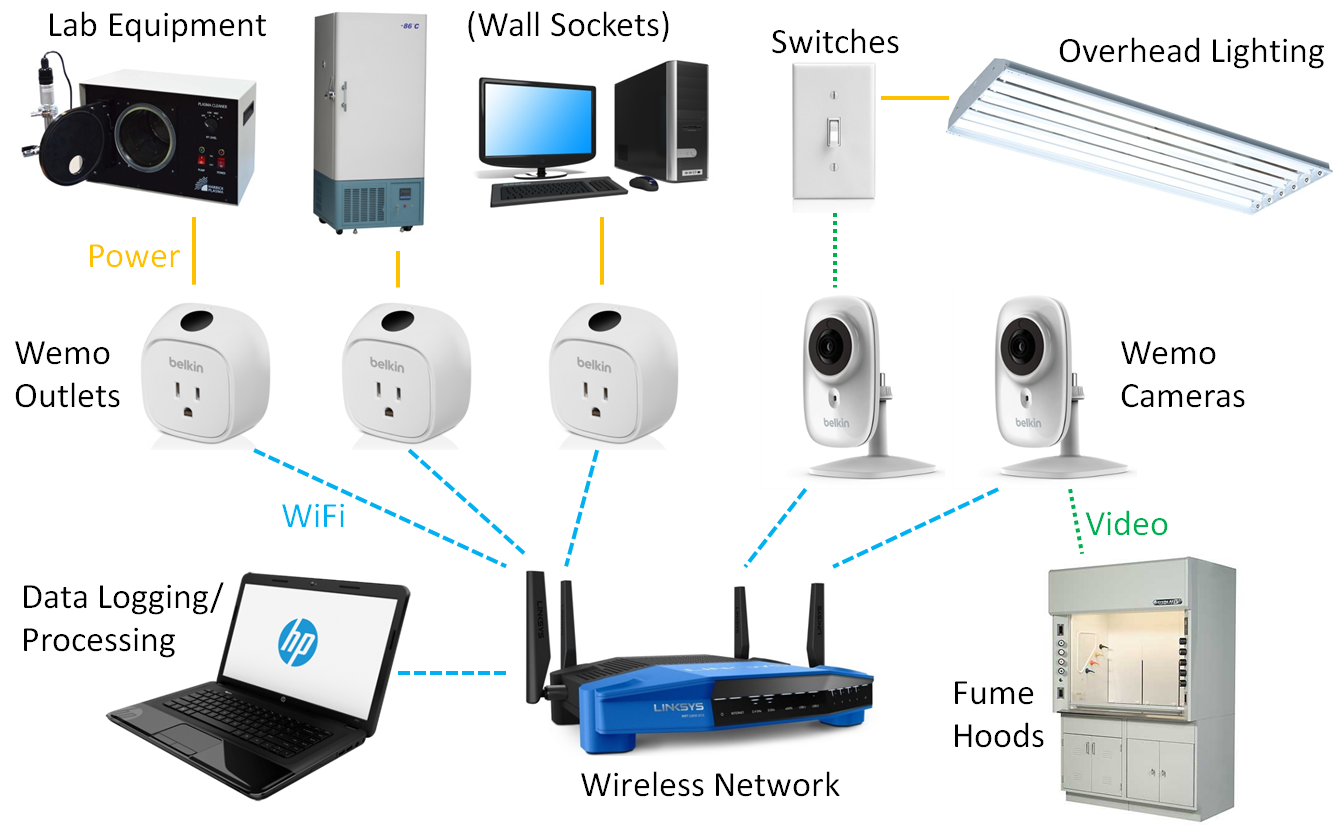 Lab Equipment
(Wall Sockets)
Switches
Overhead Lighting
-86°C
PLASMA CLEANER
Power
Wemo
Outlets
belkin
belkin
belkin
belkin
belkin
Wemo
Cameras
WiFi
Video
Data Logging/
Processing
hp
LINKSYS
LINKSYS
Fume
Hoods
Wireless Network